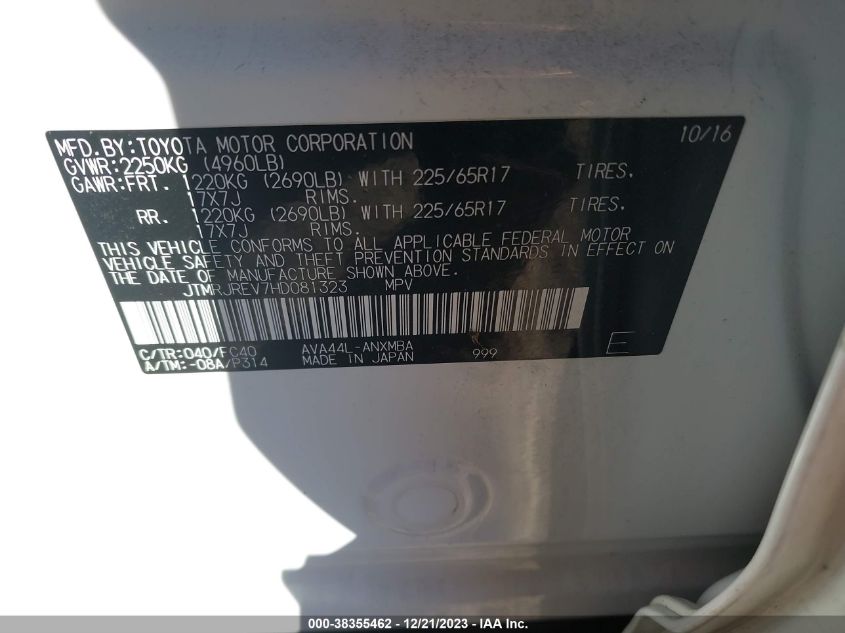 MFD.BY:TOYOTA MOTOR CORPORATION 10/16
GVWR:2250KG (4960LB)
GAWR:FRT. 1220KG (2690LB) WITH 225/65R17 TIRES,
17X7J RIMS.
RR. 1220KG (2690LB) WITH 225/65R17 TIRES,
17X7J RIMS.
THIS VEHICLE CONFORMS TO ALL APPLICABLE FEDERAL MOTOR
VEHICLE SAFETY AND THEFT PREVENTION STANDARDS IN EFFECT ON
THE DATE OF MANUFACTURE SHOWN ABOVE.
JTMRJREV7HD081323 MPV
C/TR:040/FC40 AVA44L-ANXMBA 999 E
A/TM:-08A/P314 MADE IN JAPAN
000-38355462 - 12/21/2023 - IAA Inc.